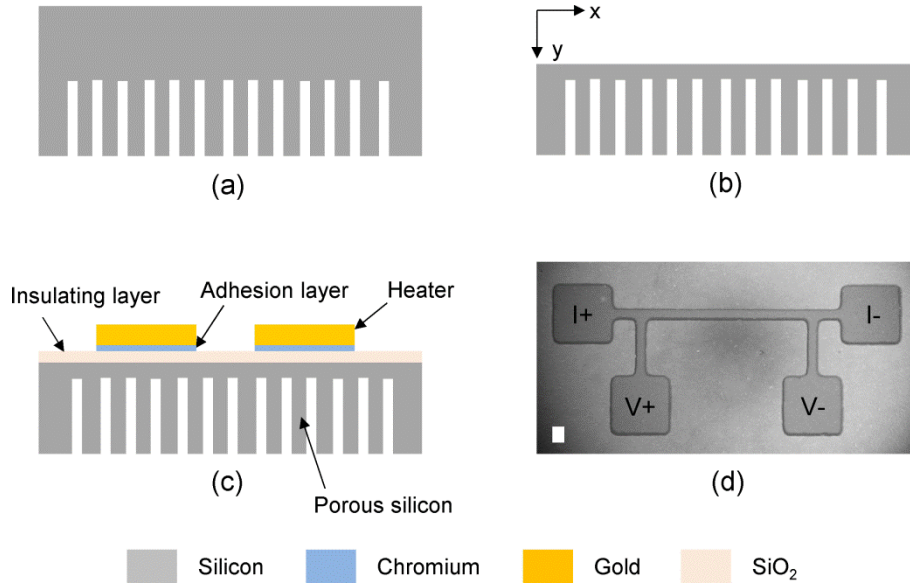 x
y
(a)
(b)
Insulating layer
Adhesion layer
Heater
I+
I-
V+
V-
(c)
(d)
Porous silicon
Silicon
Chromium
Gold
SiO₂